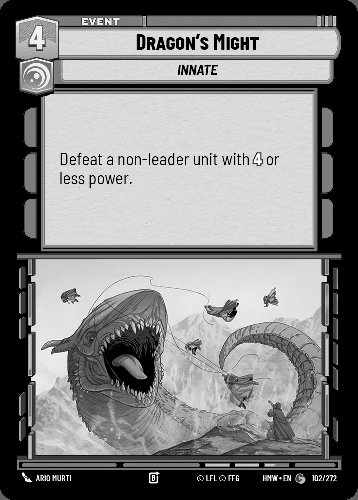 EVENT
4
DRAGON'S MIGHT
INNATE
Defeat a non-leader unit with 4 or
less power.
ARIO MURTI
© LFL © FFG
HMW • EN
102/272